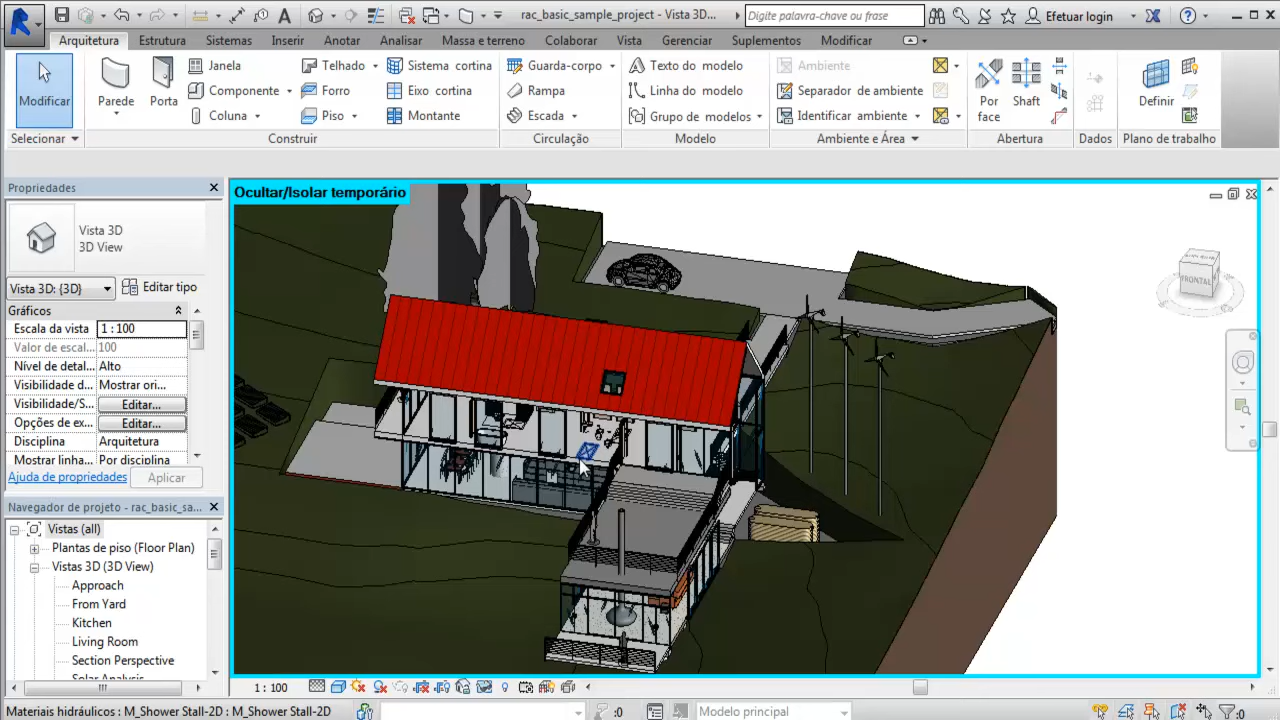 rac_basic_sample_project - Vista 3D...
Digite palavra-chave ou frase
Efetuar login
Arquitetura Estrutura Sistemas Inserir Anotar Analisar Massa e terreno Colaborar Vista Gerenciar Suplementos Modificar
Modificar
Parede
Porta
Janela
Componente
Coluna
Telhado
Forro
Piso
Sistema cortina
Eixo cortina
Montante
Guarda-corpo
Rampa
Escada
Texto do modelo
Linha do modelo
Grupo de modelos
Ambiente
Separador de ambiente
Identificar ambiente
Por
face
Shaft
Definir
Selecionar
Construir
Circulação
Modelo
Ambiente e Área
Abertura
Dados
Plano de trabalho
Propriedades
Vista 3D
3D View
Vista 3D: {3D}
Editar tipo
Gráficos
Escala da vista 1 : 100
Valor de escal... 100
Nível de detal... Alto
Visibilidade d... Mostrar ori...
Visibilidade/S... Editar...
Opções de ex... Editar...
Disciplina Arquitetura
Mostrar linha... Por disciplina
Ajuda de propriedades
Aplicar
Navegador de projeto - rac_basic_sa...
Vistas (all)
Plantas de piso (Floor Plan)
Vistas 3D (3D View)
Approach
From Yard
Kitchen
Living Room
Section Perspective
Solar Analysis
Ocultar/Isolar temporário
FRONTAL
1 : 100
Materiais hidráulicos : M_Shower Stall-2D : M_Shower Stall-2D
:0
Modelo principal
:0